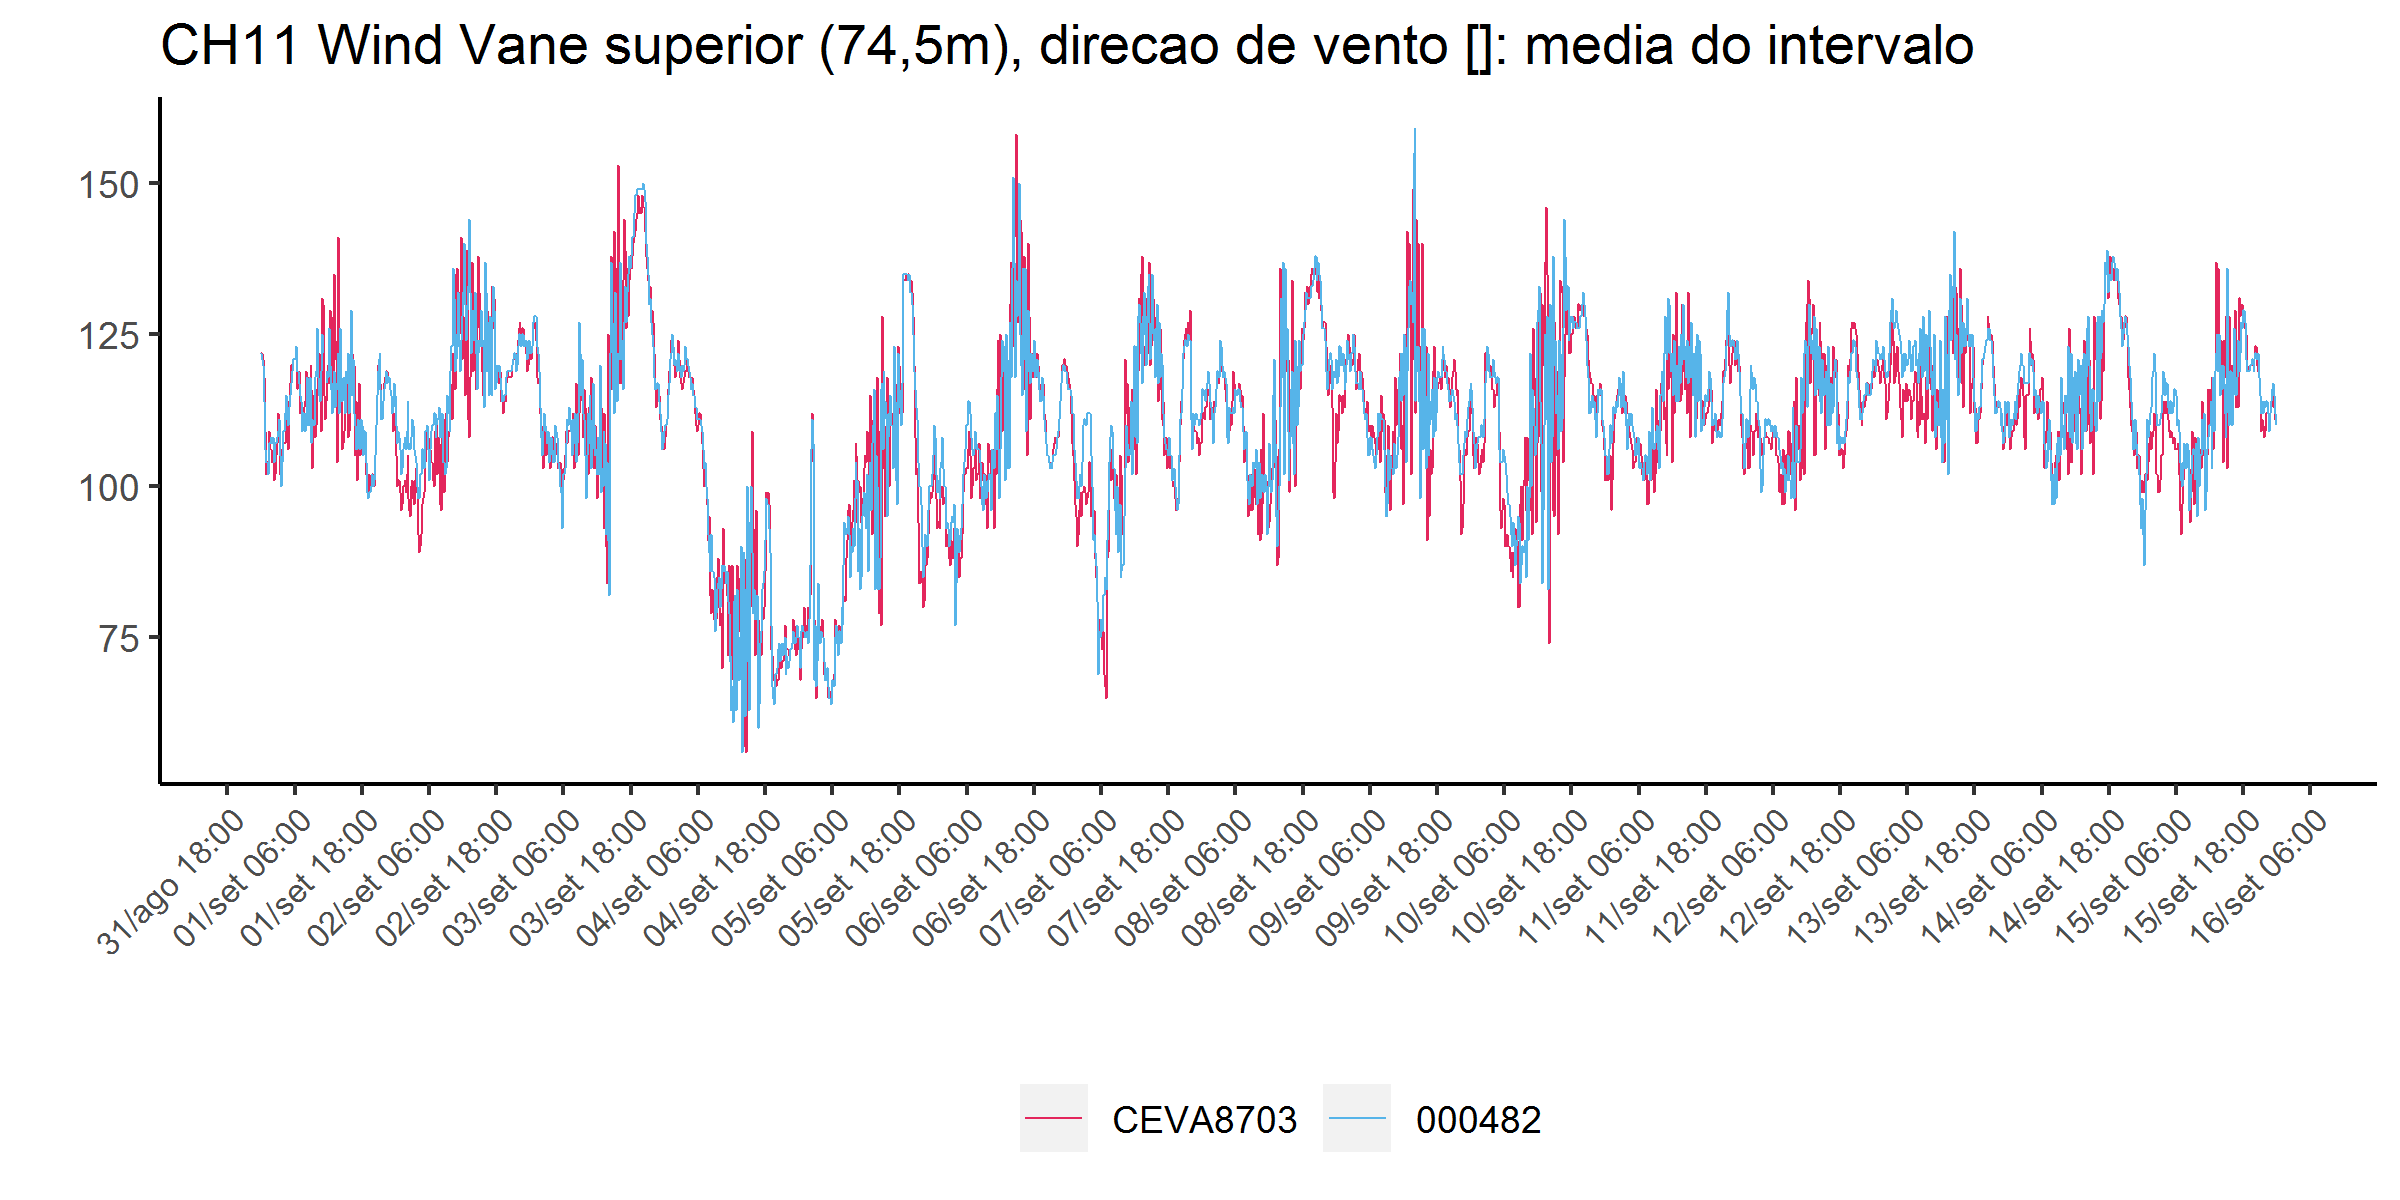 CH11 Wind Vane superior (74,5m), direcao de vento []: media do intervalo
150
125
100
75
31/ago 18:00
01/set 06:00
01/set 18:00
02/set 06:00
02/set 18:00
03/set 06:00
03/set 18:00
04/set 06:00
04/set 18:00
05/set 06:00
05/set 18:00
06/set 06:00
06/set 18:00
07/set 06:00
07/set 18:00
08/set 06:00
08/set 18:00
09/set 06:00
09/set 18:00
10/set 06:00
10/set 18:00
11/set 06:00
11/set 18:00
12/set 06:00
12/set 18:00
13/set 06:00
13/set 18:00
14/set 06:00
14/set 18:00
15/set 06:00
15/set 18:00
16/set 06:00
CEVA8703 000482